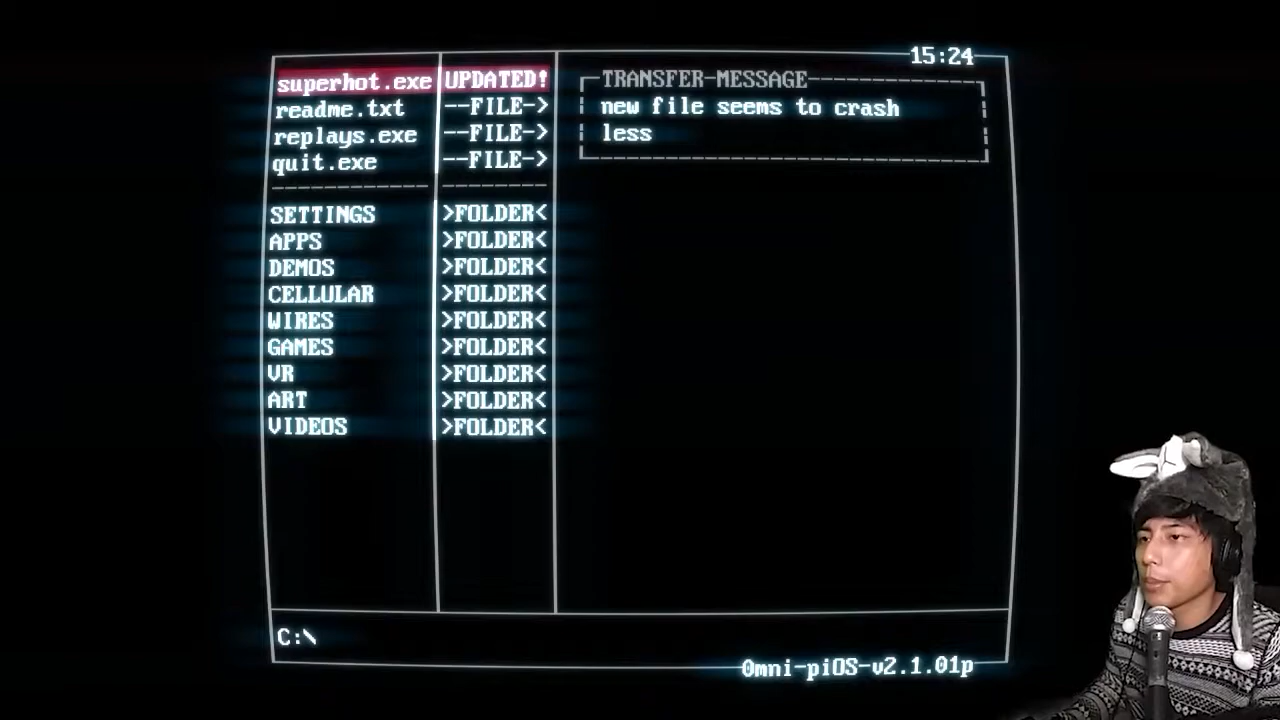 15:24
superhot.exe UPDATED!
readme.txt --FILE->
replays.exe --FILE->
quit.exe --FILE->
SETTINGS >FOLDER<
APPS >FOLDER<
DEMOS >FOLDER<
CELLULAR >FOLDER<
WIRES >FOLDER<
GAMES >FOLDER<
VR >FOLDER<
ART >FOLDER<
VIDEOS >FOLDER<
TRANSFER-MESSAGE
new file seems to crash
less
C:\
Omni-piOS-v2.1.01p